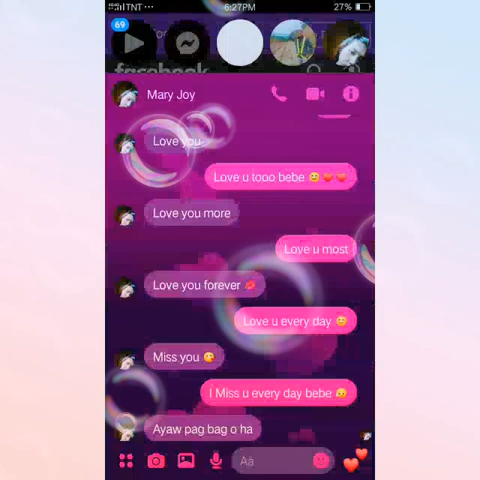 TNT
6:27PM
27%
69
facebook
Mary Joy
Love you
Love u tooo bebe 😊❤️❤️
Love you more
Love u most
Love you forever 💋
Love u every day 😊
Miss you 😘
I Miss u every day bebe 😥
Ayaw pag bag o ha
Aa